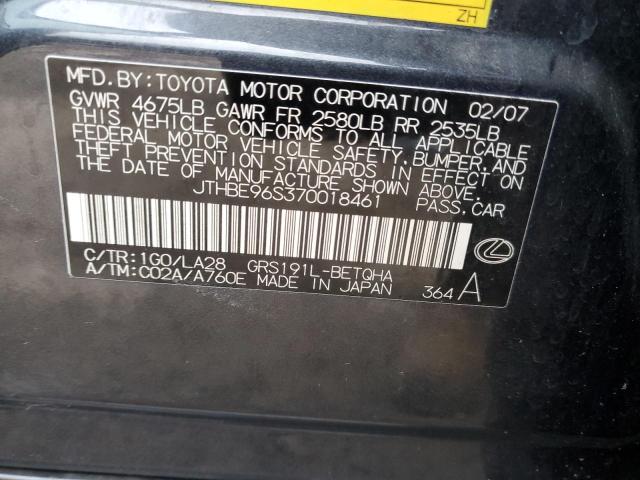 ZH
MFD. BY: TOYOTA MOTOR CORPORATION 02/07
GVWR 4675LB GAWR FR 2580LB RR 2535LB
THIS VEHICLE CONFORMS TO ALL APPLICABLE
FEDERAL MOTOR VEHICLE SAFETY, BUMPER, AND
THEFT PREVENTION STANDARDS IN EFFECT ON
THE DATE OF MANUFACTURE SHOWN ABOVE.
JTHBE96S370018461 PASS. CAR
C/TR: 1G0/LA28 GRS191L-BETQHA
A/TM: C02A/A760E MADE IN JAPAN 364 A